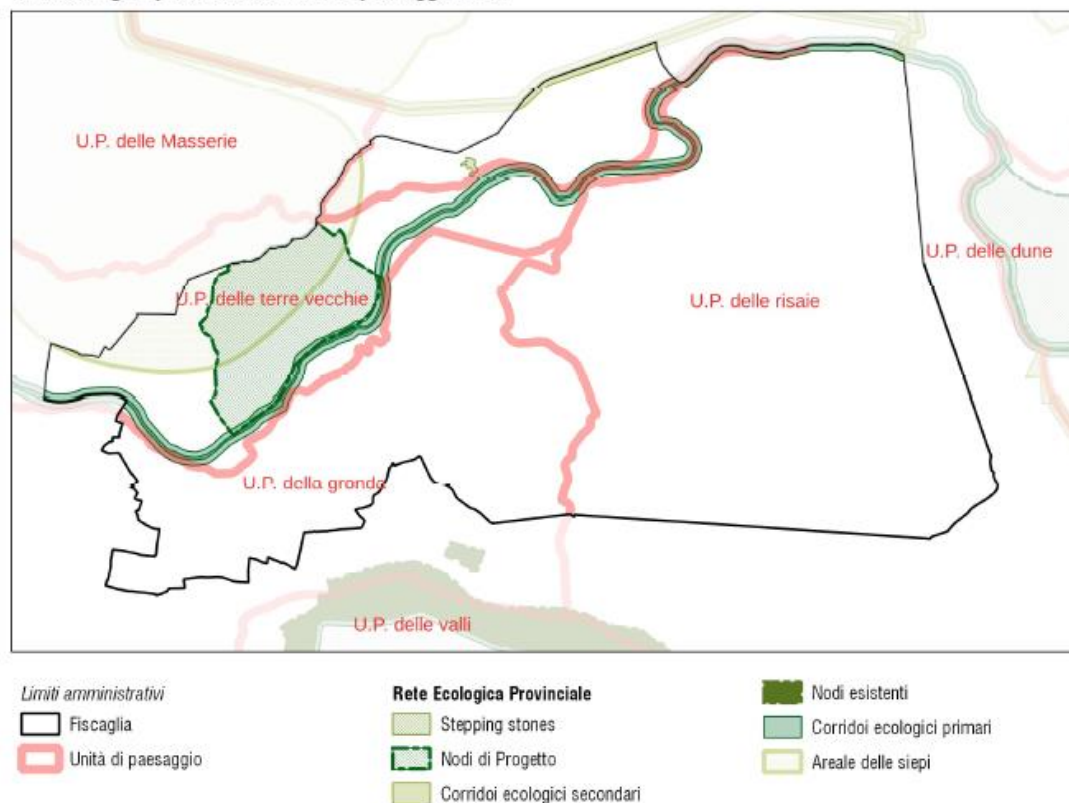 U.P. delle Masserie
U.P. delle dune
U.P. delle terre vecchie
U.P. delle risaie
U.P. della gronda
U.P. delle valli
Limiti amministrativi
Fiscaglia
Unità di paesaggio
Rete Ecologica Provinciale
Stepping stones
Nodi di Progetto
Corridoi ecologici secondari
Nodi esistenti
Corridoi ecologici primari
Areale delle siepi